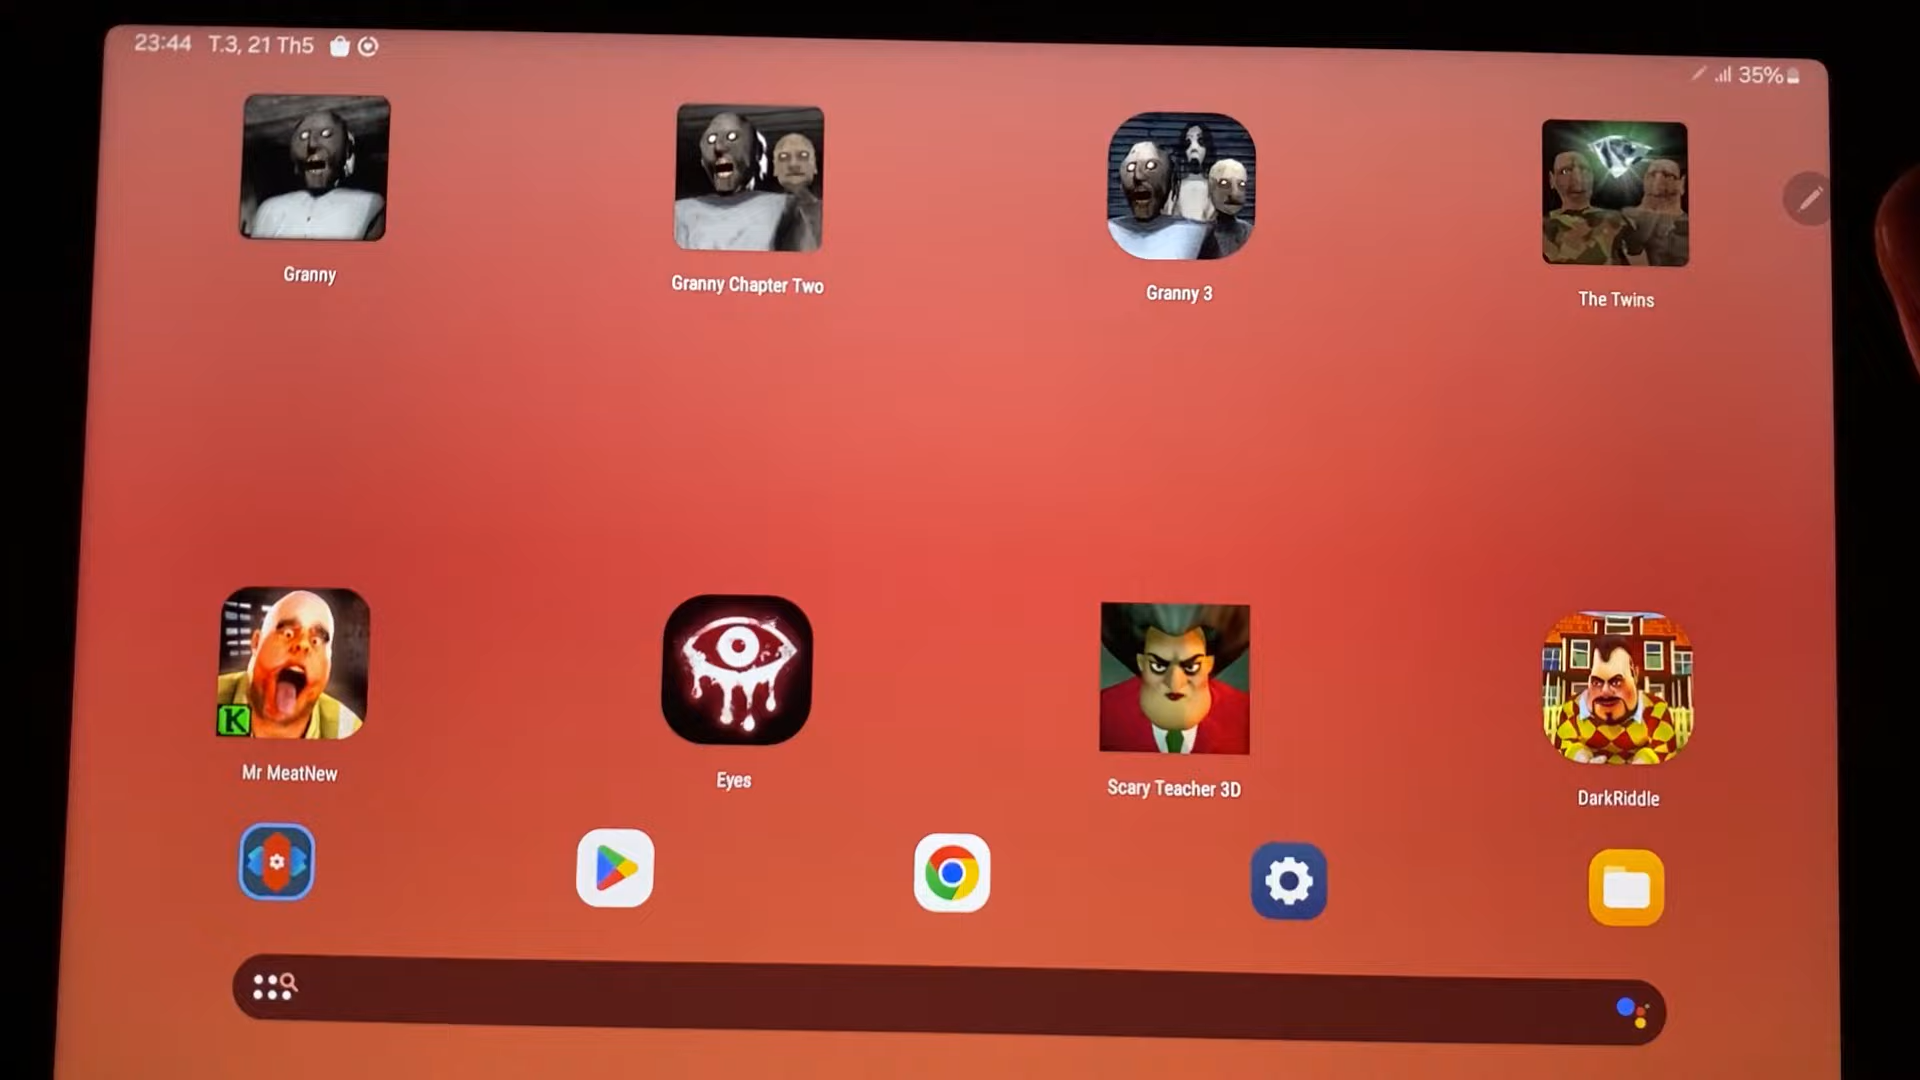 23:44 T.3, 21 Th5
35%
Granny
Granny Chapter Two
Granny 3
The Twins
K
Mr MeatNew
Eyes
Scary Teacher 3D
DarkRiddle